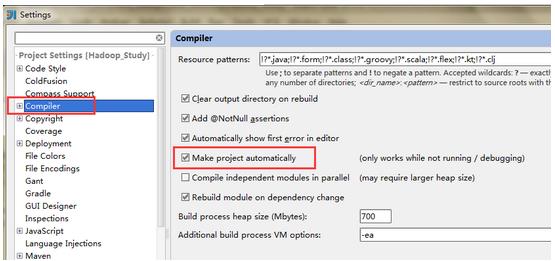 Settings
Project Settings [Hadoop_Study]
Code Style
ColdFusion
Compass Support
Compiler
Copyright
Coverage
Deployment
File Colors
File Encodings
Gant
Gradle
GUI Designer
Inspections
JavaScript
Language Injections
Maven
Compiler
Resource patterns: !?*.java;!?*.form;!?*.class;!?*.groovy;!?*.scala;!?*.flex;!?*.kt;!?*.clj
Use ; to separate patterns and ! to negate a pattern. Accepted wildcards: ? — exactly
any number of directories; <dir_name>:<pattern> — restrict to source roots with th
Clear output directory on rebuild
Add @NotNull assertions
Automatically show first error in editor
Make project automatically (only works while not running / debugging)
Compile independent modules in parallel (may require larger heap size)
Rebuild module on dependency change
Build process heap size (Mbytes): 700
Additional build process VM options: -ea